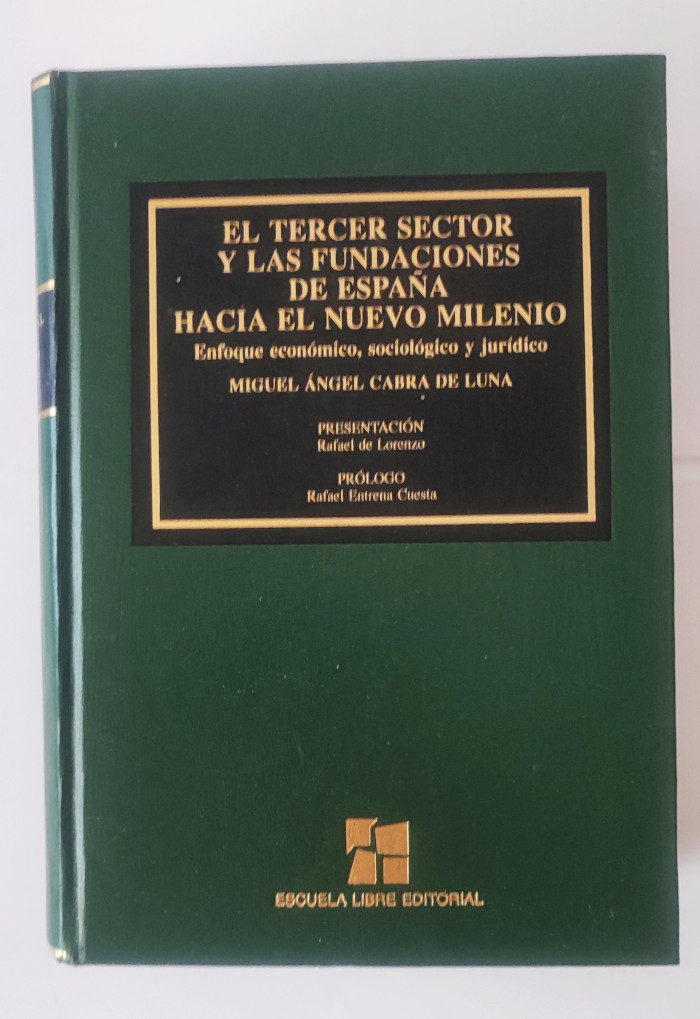 EL TERCER SECTOR
Y LAS FUNDACIONES
DE ESPAÑA
HACIA EL NUEVO MILENIO
Enfoque económico, sociológico y jurídico
MIGUEL ÁNGEL CABRA DE LUNA
PRESENTACIÓN
Rafael de Lorenzo
PRÓLOGO
Rafael Entrena Cuesta
ESCUELA LIBRE EDITORIAL